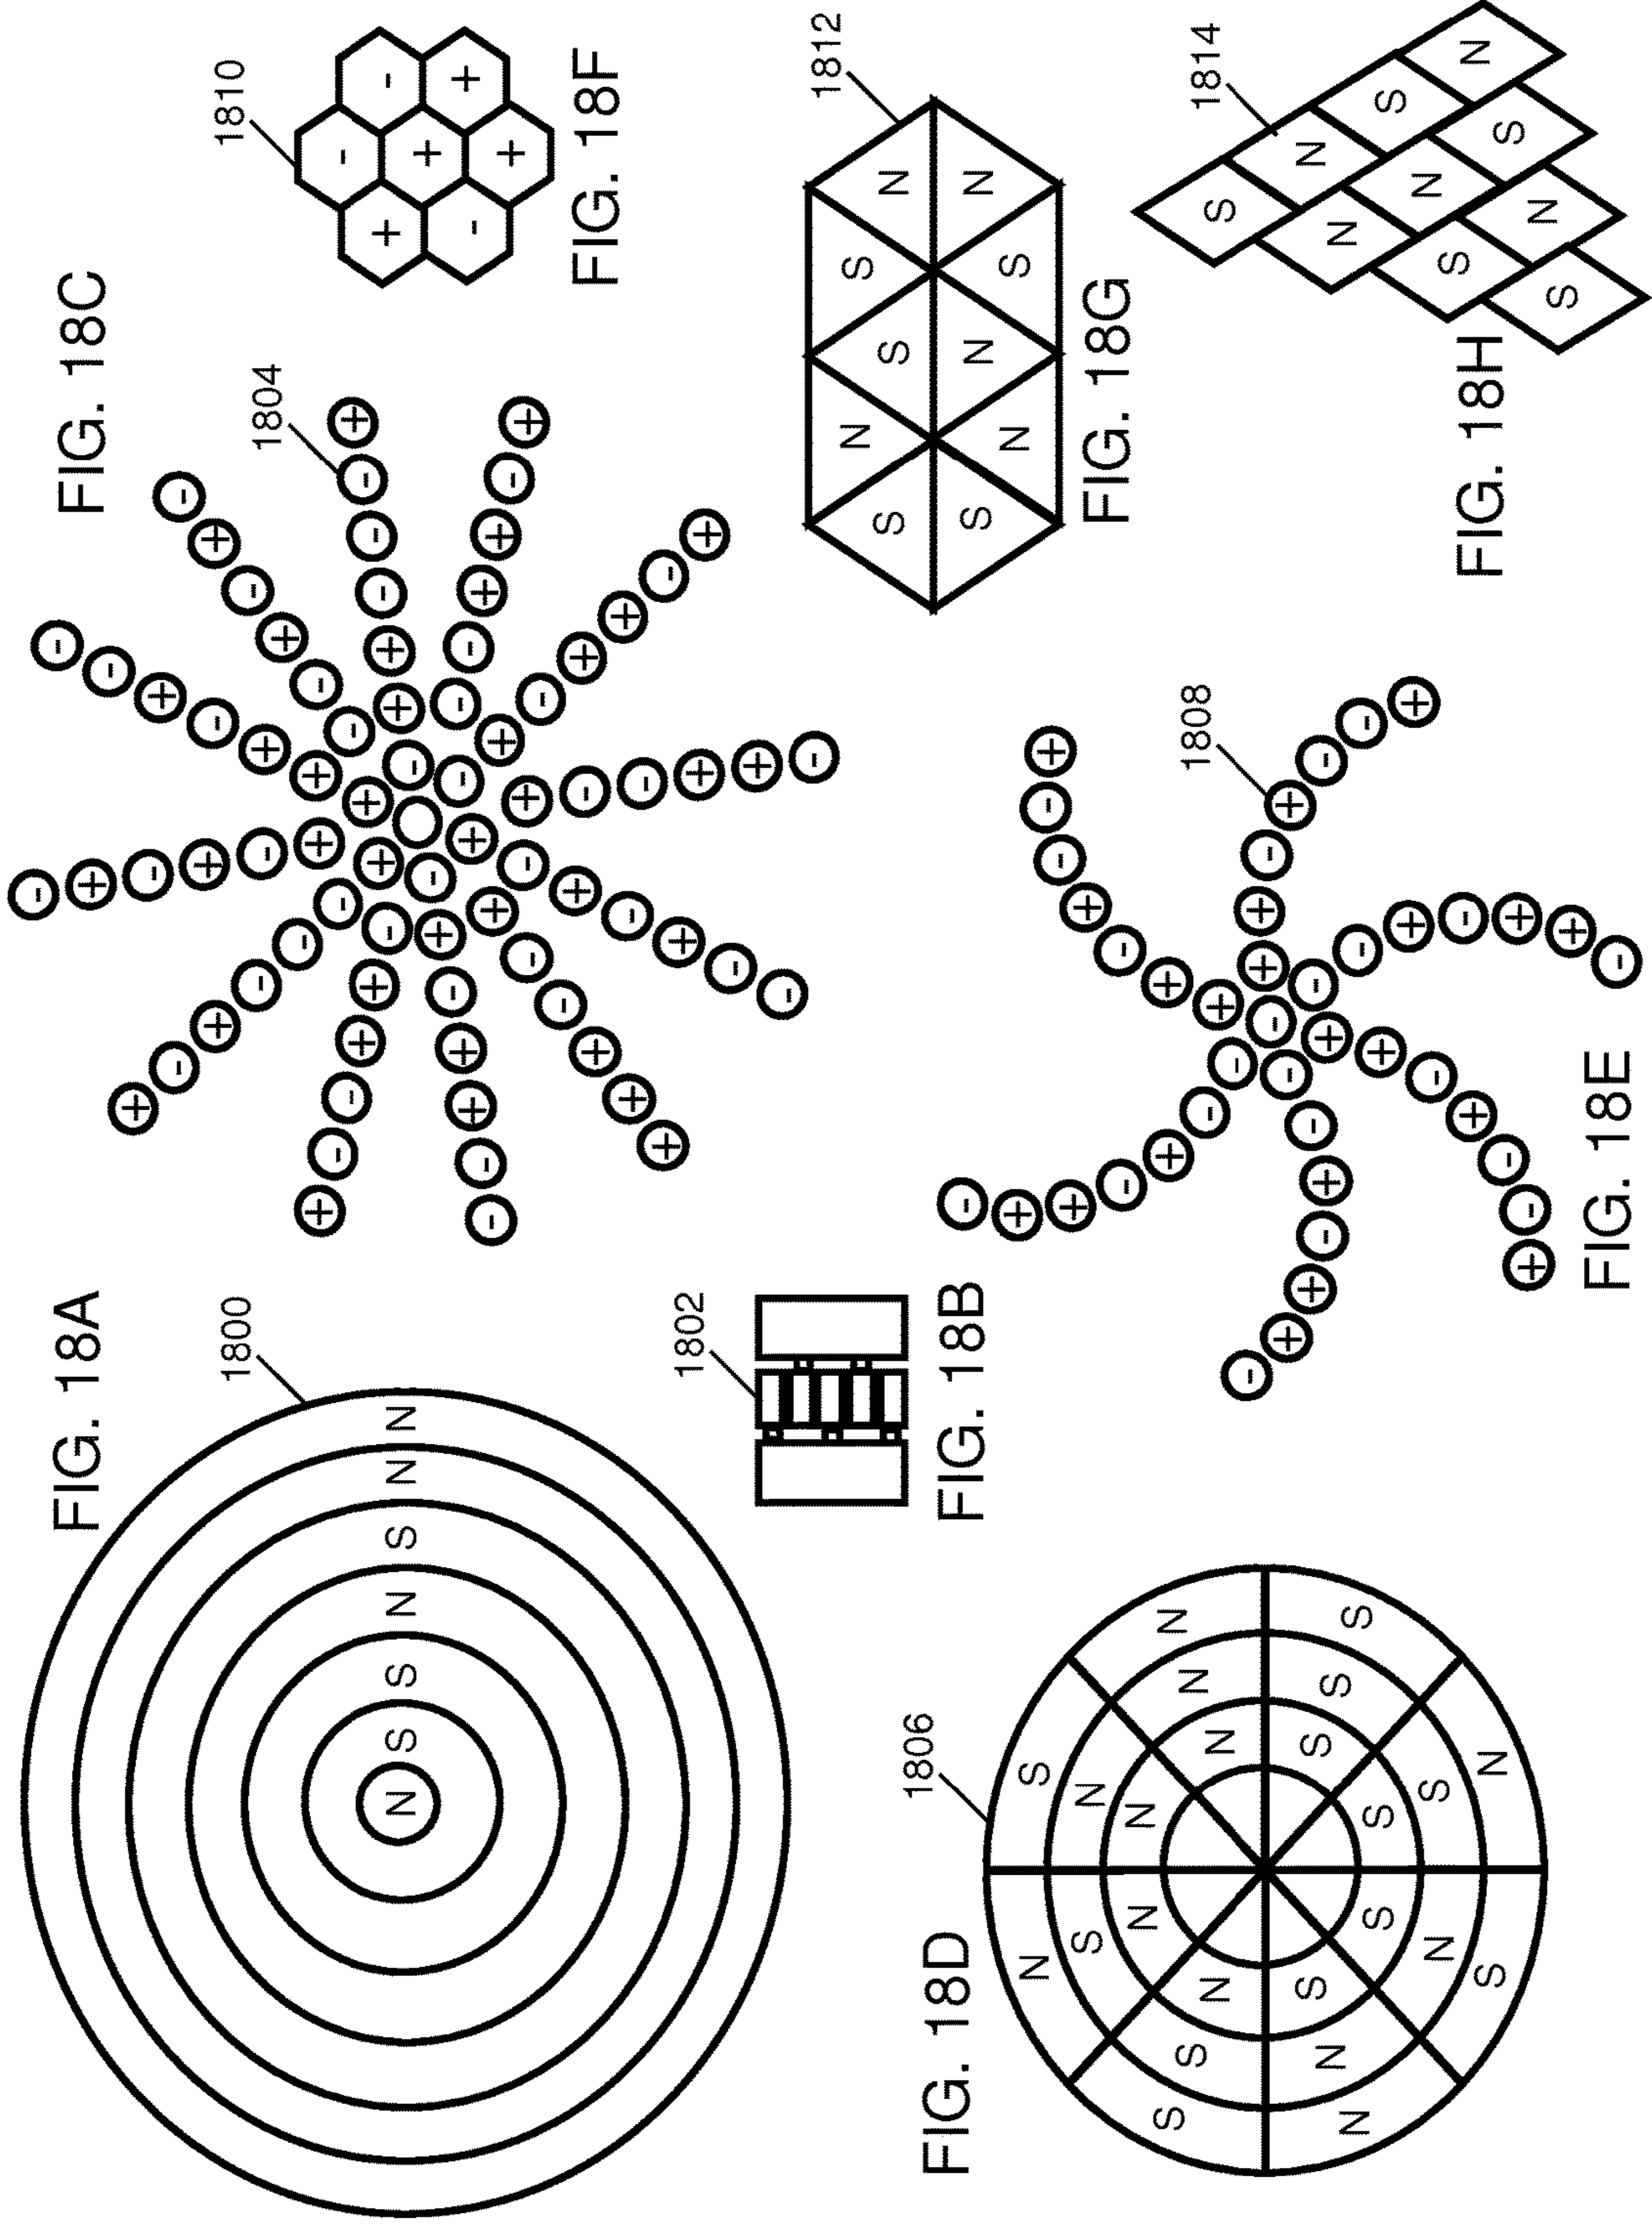 FIG. 18A
1800
N
S
S
N
S
N
N
1802
FIG. 18B
FIG. 18C
1804
- - + - + + +
- + - + - - -
+ - - - + +
+ - + + - -
+ - + + - + -
- + + - - +
- - + - + - +
+ + + - - + -
- - + + - +
+ - - + + -
+ - + - - - +
- + - + - +
FIG. 18D
1806
N S
S N
N N
S N
S N
N N
N S
N S
S S
N S
N S
S S
S N
1808
+ - - + - + +
+ - - + - + +
- + + - + - -
+ - - + - + +
- + + - + - -
- + + - + - -
-
FIG. 18E
1810
-
+ -
+
- +
+
FIG. 18F
1812
S N S S N
S N N S N
FIG. 18G
1814
S N S N
N N S
S N
S
FIG. 18H